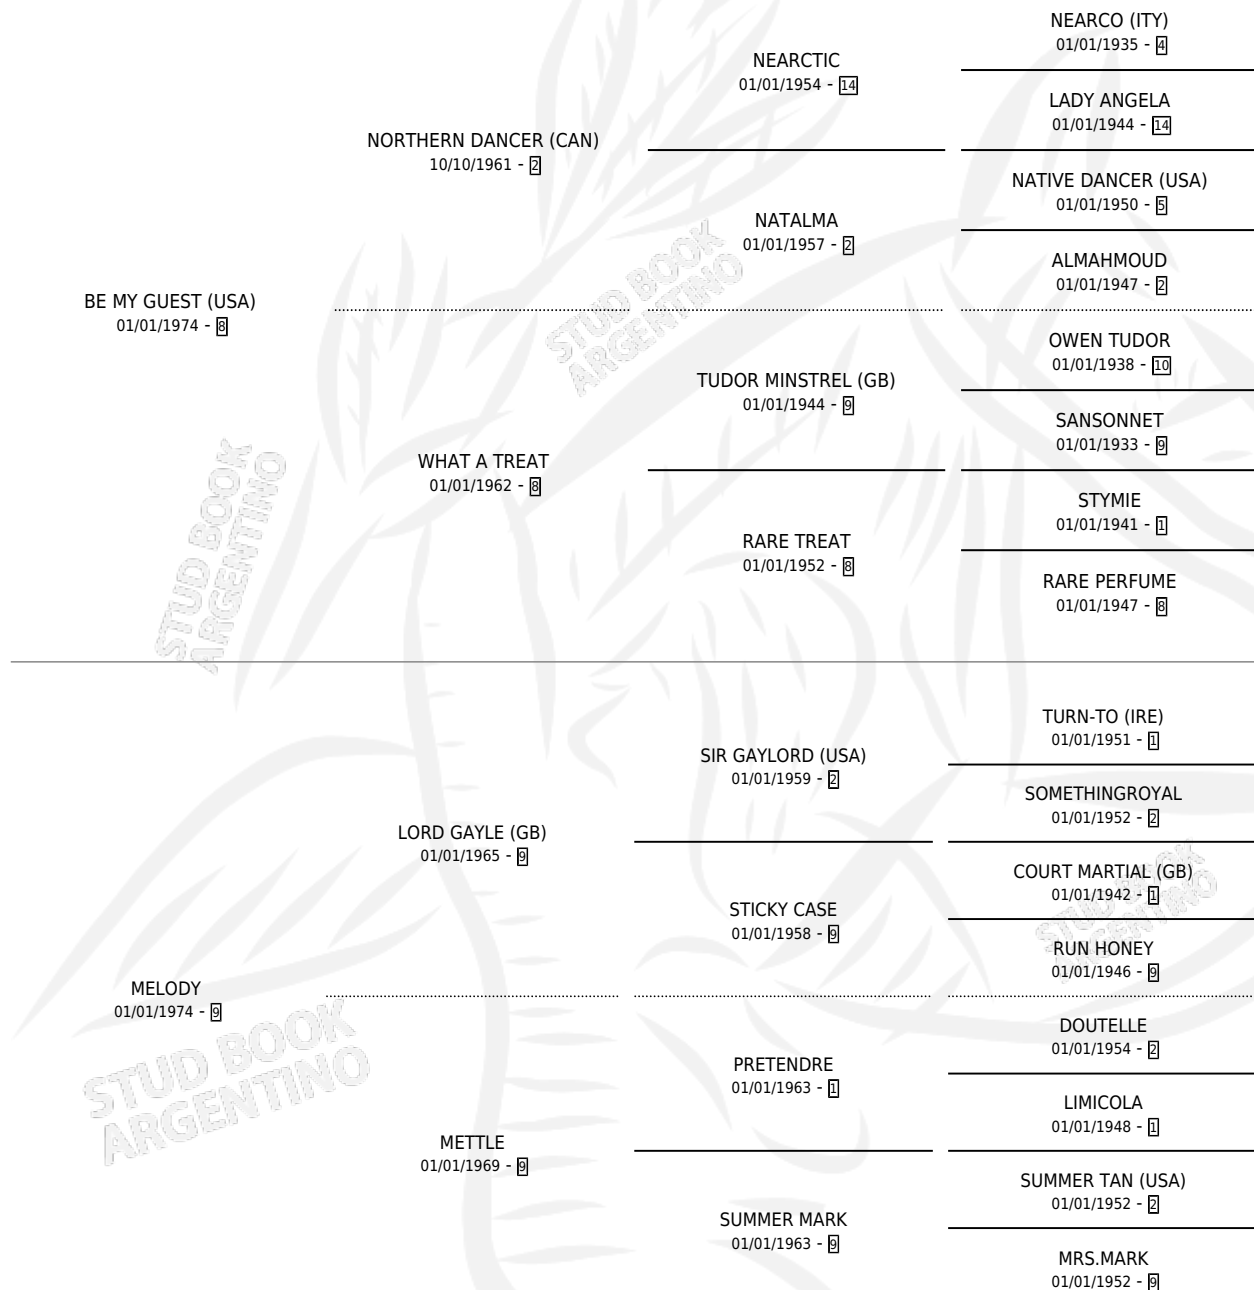 NEARCO (ITY)
01/01/1935 - 4
NEARCTIC
01/01/1954 - 14
LADY ANGELA
01/01/1944 - 14
NORTHERN DANCER (CAN)
10/10/1961 - 2
NATIVE DANCER (USA)
01/01/1950 - 5
NATALMA
01/01/1957 - 2
ALMAHMOUD
01/01/1947 - 2
BE MY GUEST (USA)
01/01/1974 - 8
OWEN TUDOR
01/01/1938 - 10
TUDOR MINSTREL (GB)
01/01/1944 - 9
SANSONNET
01/01/1933 - 9
WHAT A TREAT
01/01/1962 - 8
STYMIE
01/01/1941 - 1
RARE TREAT
01/01/1952 - 8
RARE PERFUME
01/01/1947 - 8
TURN-TO (IRE)
01/01/1951 - 1
SIR GAYLORD (USA)
01/01/1959 - 2
SOMETHINGROYAL
01/01/1952 - 2
LORD GAYLE (GB)
01/01/1965 - 9
COURT MARTIAL (GB)
01/01/1942 - 1
STICKY CASE
01/01/1958 - 9
RUN HONEY
01/01/1946 - 9
MELODY
01/01/1974 - 9
DOUTELLE
01/01/1954 - 2
PRETENDRE
01/01/1963 - 1
LIMICOLA
01/01/1948 - 1
METTLE
01/01/1969 - 9
SUMMER TAN (USA)
01/01/1952 - 2
SUMMER MARK
01/01/1963 - 9
MRS.MARK
01/01/1952 - 9
STUD BOOK
ARGENTINO
STUD BOOK
ARGENTINO
STUD BOOK
ARGENTINO
STUD BOOK
ARGENTINO